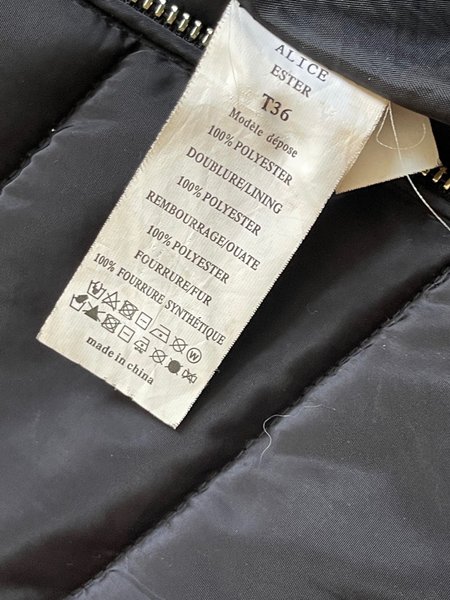 ALICE
ESTER
T36
Modèle dépose
100% POLYESTER
DOUBLURE/LINING
100% POLYESTER
REMBOURRAGE/OUATE
100% POLYESTER
FOURRURE/FUR
100% FOURRURE SYNTHÉTIQUE
W
made in china